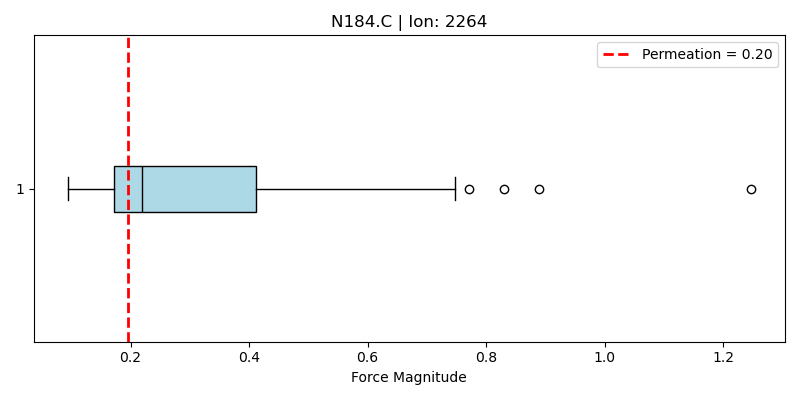 N184.C | Ion: 2264
Permeation = 0.20
1
0.2 0.4 0.6 0.8 1.0 1.2
Force Magnitude